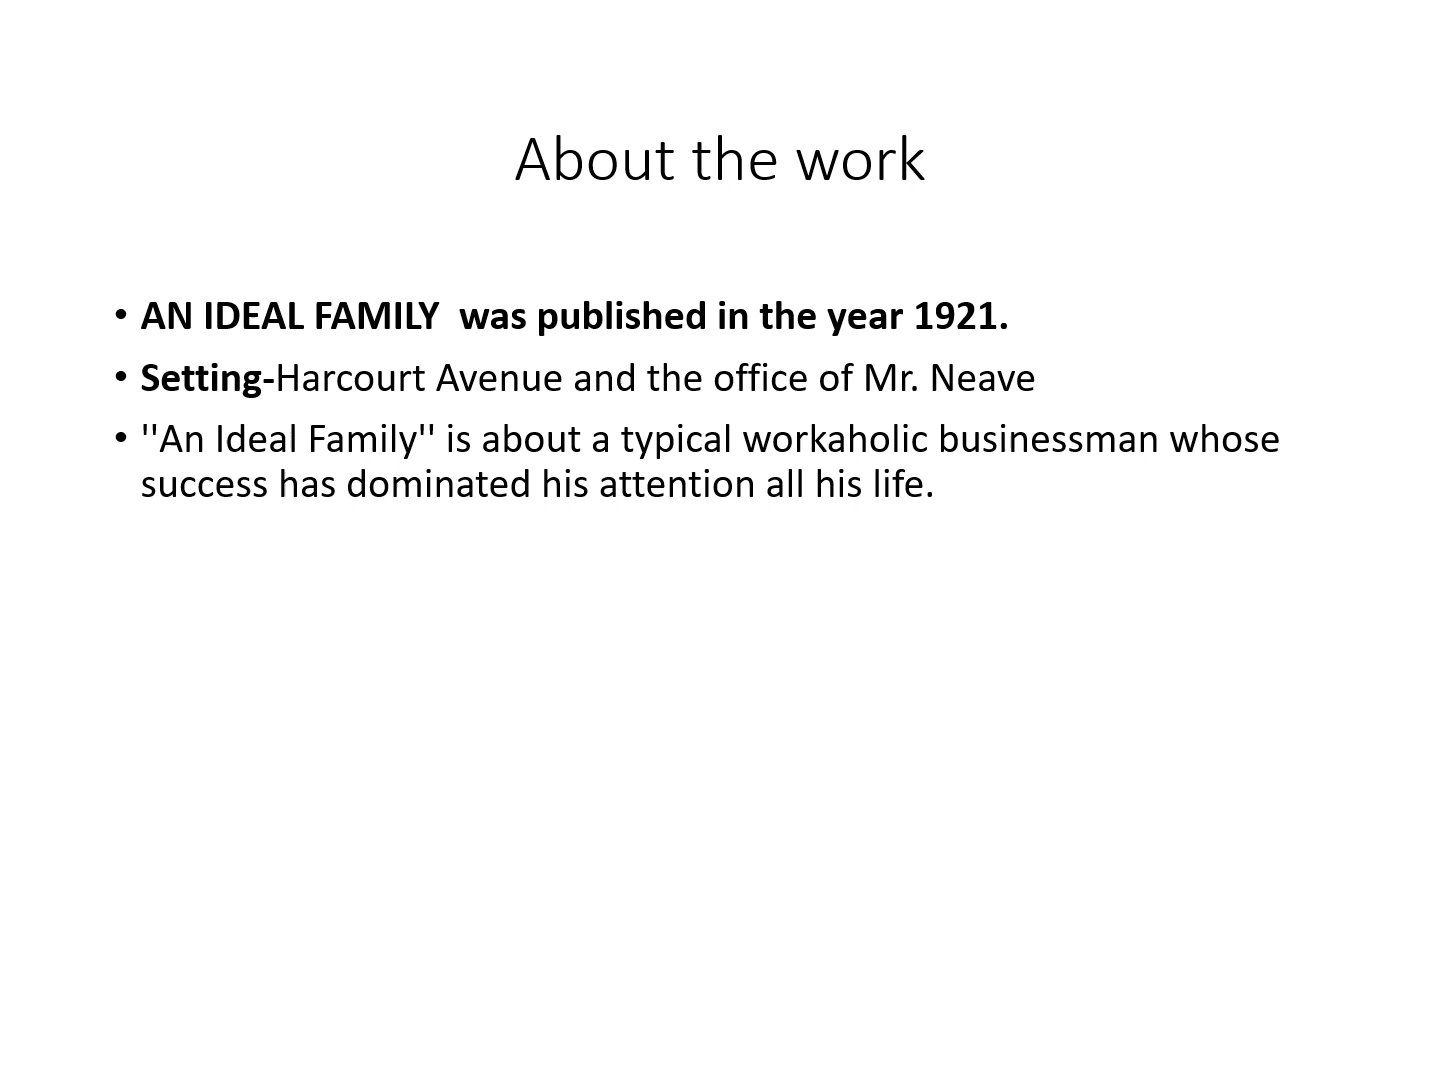 About the work
• AN IDEAL FAMILY  was published in the year 1921.
• Setting-Harcourt Avenue and the office of Mr. Neave
• ''An Ideal Family'' is about a typical workaholic businessman whose
success has dominated his attention all his life.